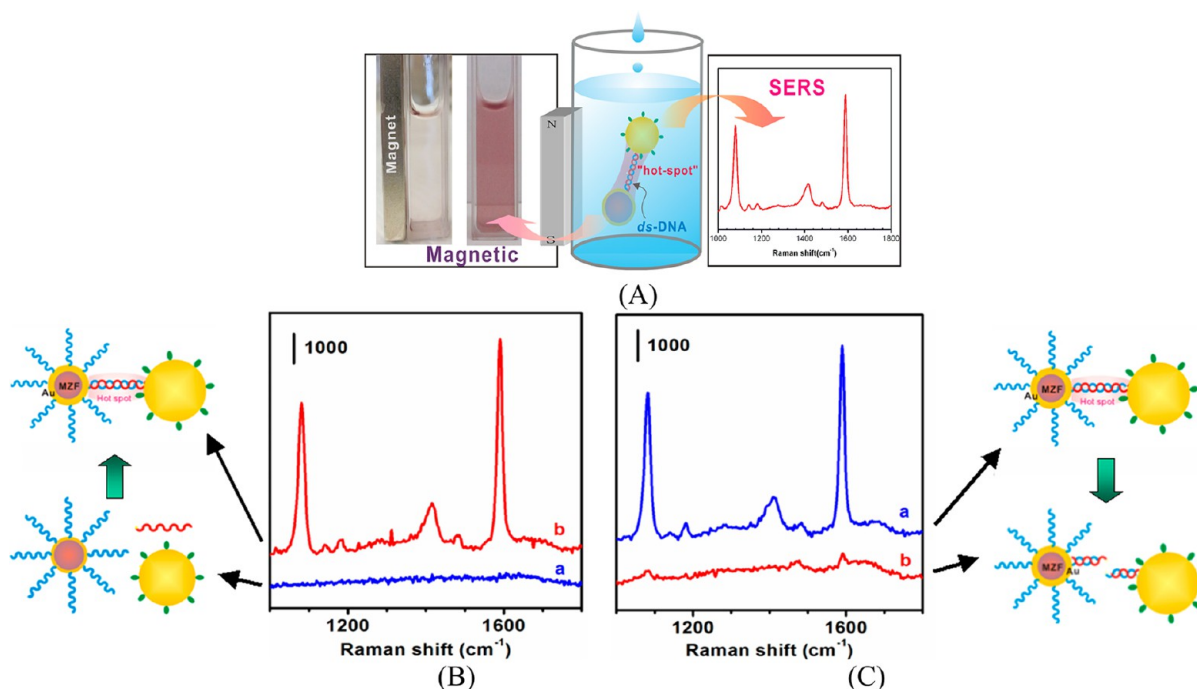 Magnet
Magnetic
N
S
"hot-spot"
ds-DNA
SERS
1000 1200 1400 1600 1800
Raman shift(cm-1)
(A)
MZF
Au
Hot spot
1000
b
a
1200 1600
Raman shift (cm-1)
(B)
1000
a
b
1200 1600
Raman shift (cm-1)
(C)
MZF
Au
Hot spot
MZF
Au